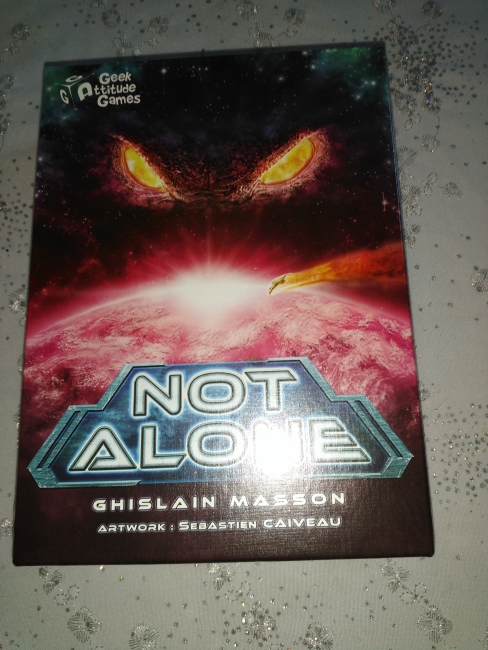 Geek
Attitude
Games
NOT
ALONE
GHISLAIN MASSON
ARTWORK : SEBASTIEN CAIVEAU